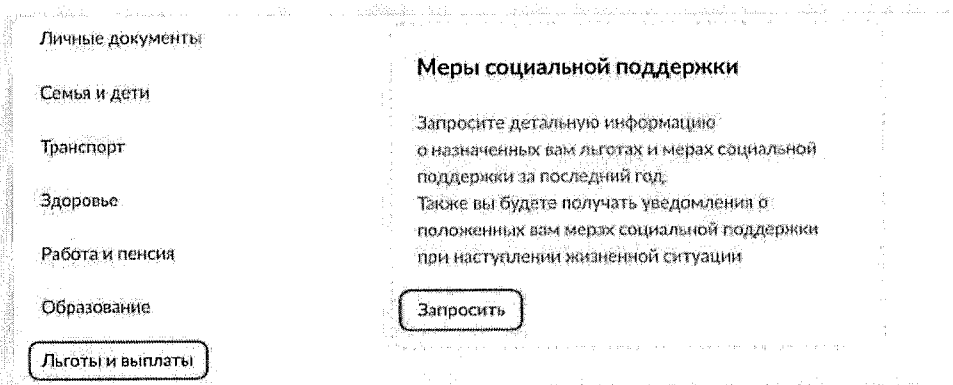 Личные документы
Семья и дети
Транспорт
Здоровье
Работа и пенсия
Образование
Льготы и выплаты
Меры социальной поддержки
Запросите детальную информацию
о назначенных вам льготах и мерах социальной
поддержки за последний год.
Также вы будете получать уведомления о
положенных вам мерах социальной поддержки
при наступлении жизненной ситуации
Запросить